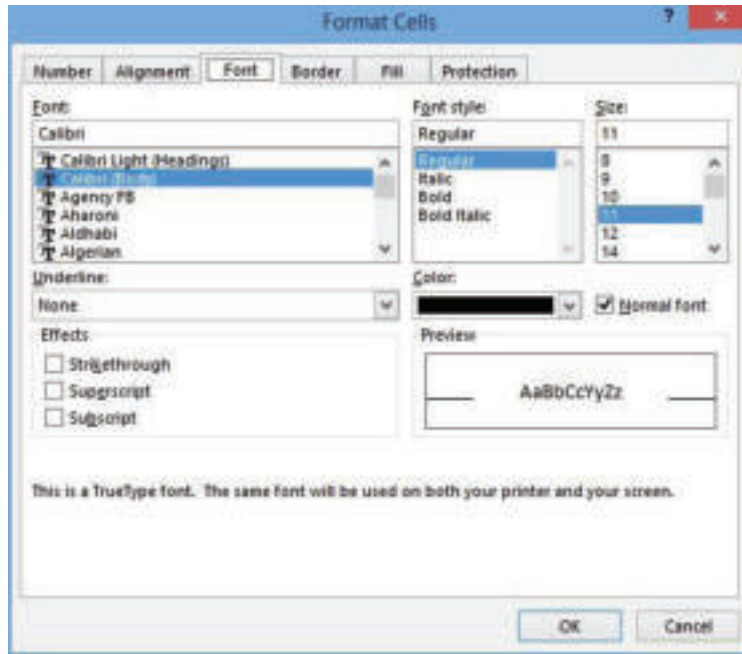 Format Cells
?
Number Alignment Font Border Fill Protection
Font: Font style: Size:
Calibri Regular 11
Calibri Light (Headings) Regular 8
Calibri (Body) Italic 9
Agency FB Bold 10
Aharoni Bold Italic 11
Aldhabi 12
Algerian 14
Underline: Color:
None Normal font
Effects Preview
Strikethrough
Superscript AaBbCcYyZz
Subscript
This is a TrueType font. The same font will be used on both your printer and your screen.
OK Cancel